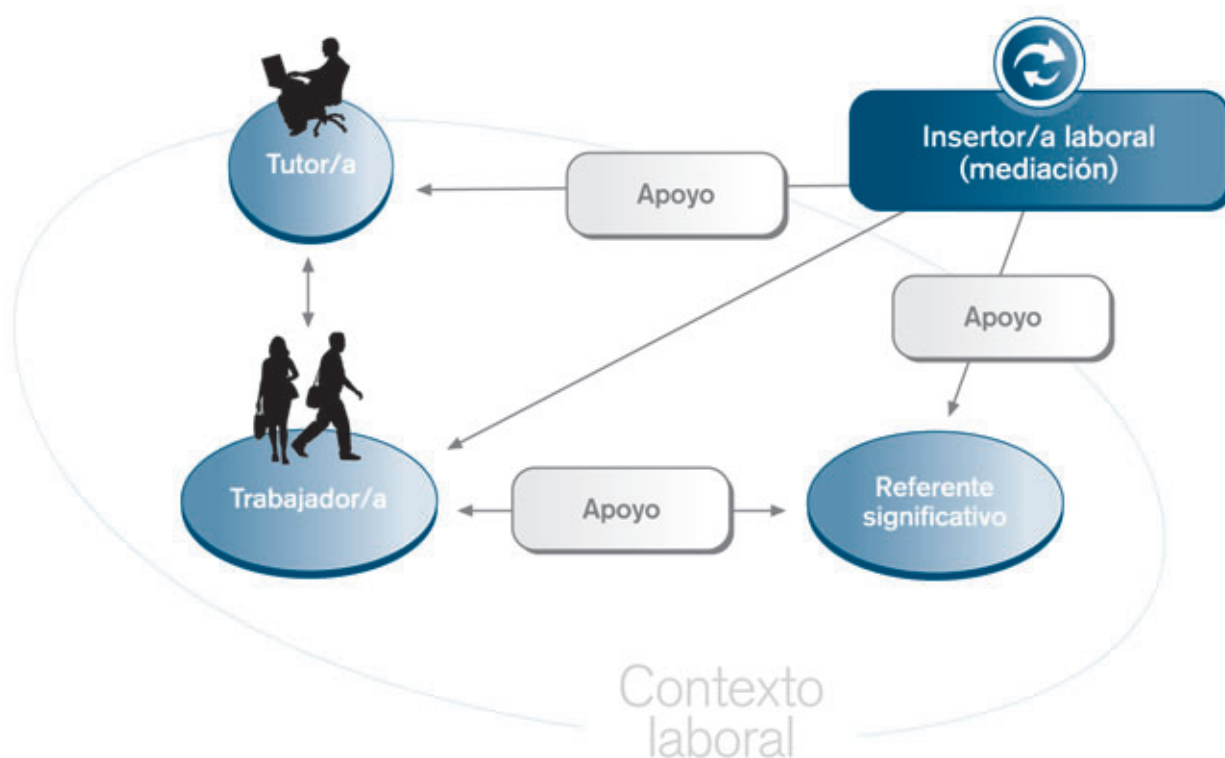 Insertor/a laboral
(mediación)
Tutor/a
Apoyo
Apoyo
Trabajador/a
Apoyo
Referente
significativo
Contexto
laboral